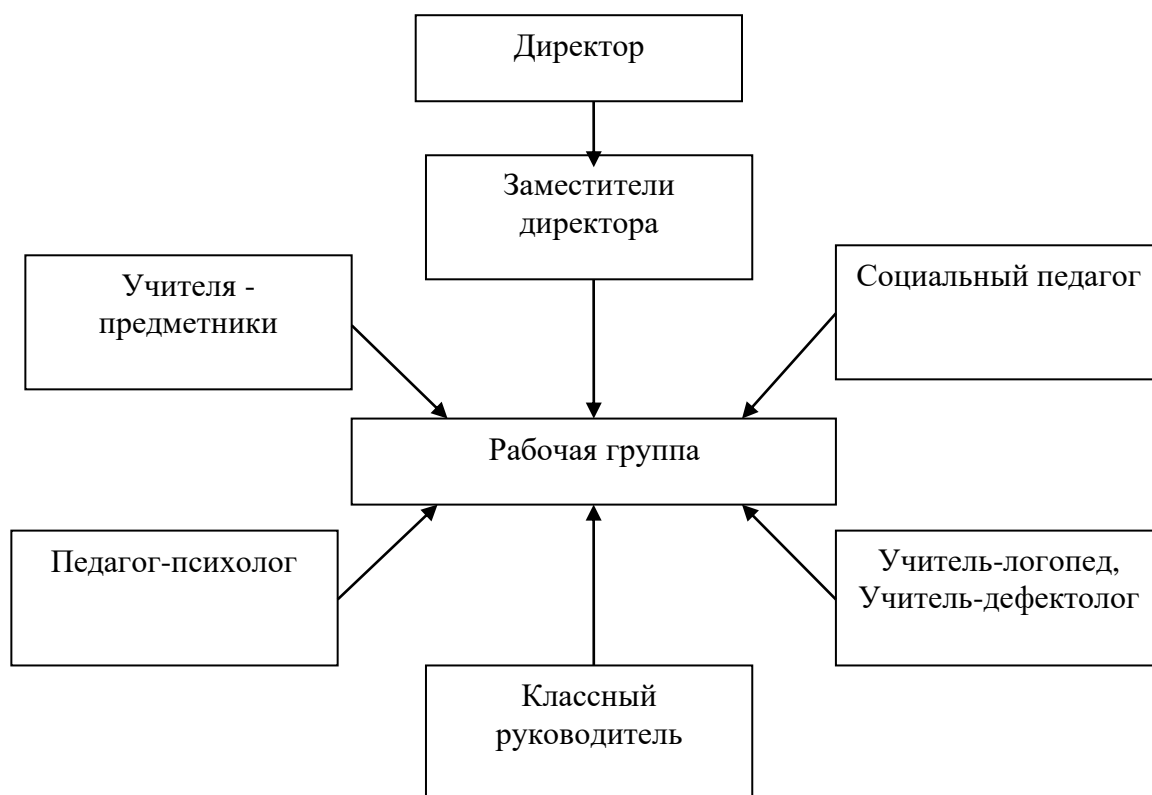 Директор
Заместители
директора
Учителя -
предметники
Социальный педагог
Рабочая группа
Педагог-психолог
Учитель-логопед,
Учитель-дефектолог
Классный
руководитель